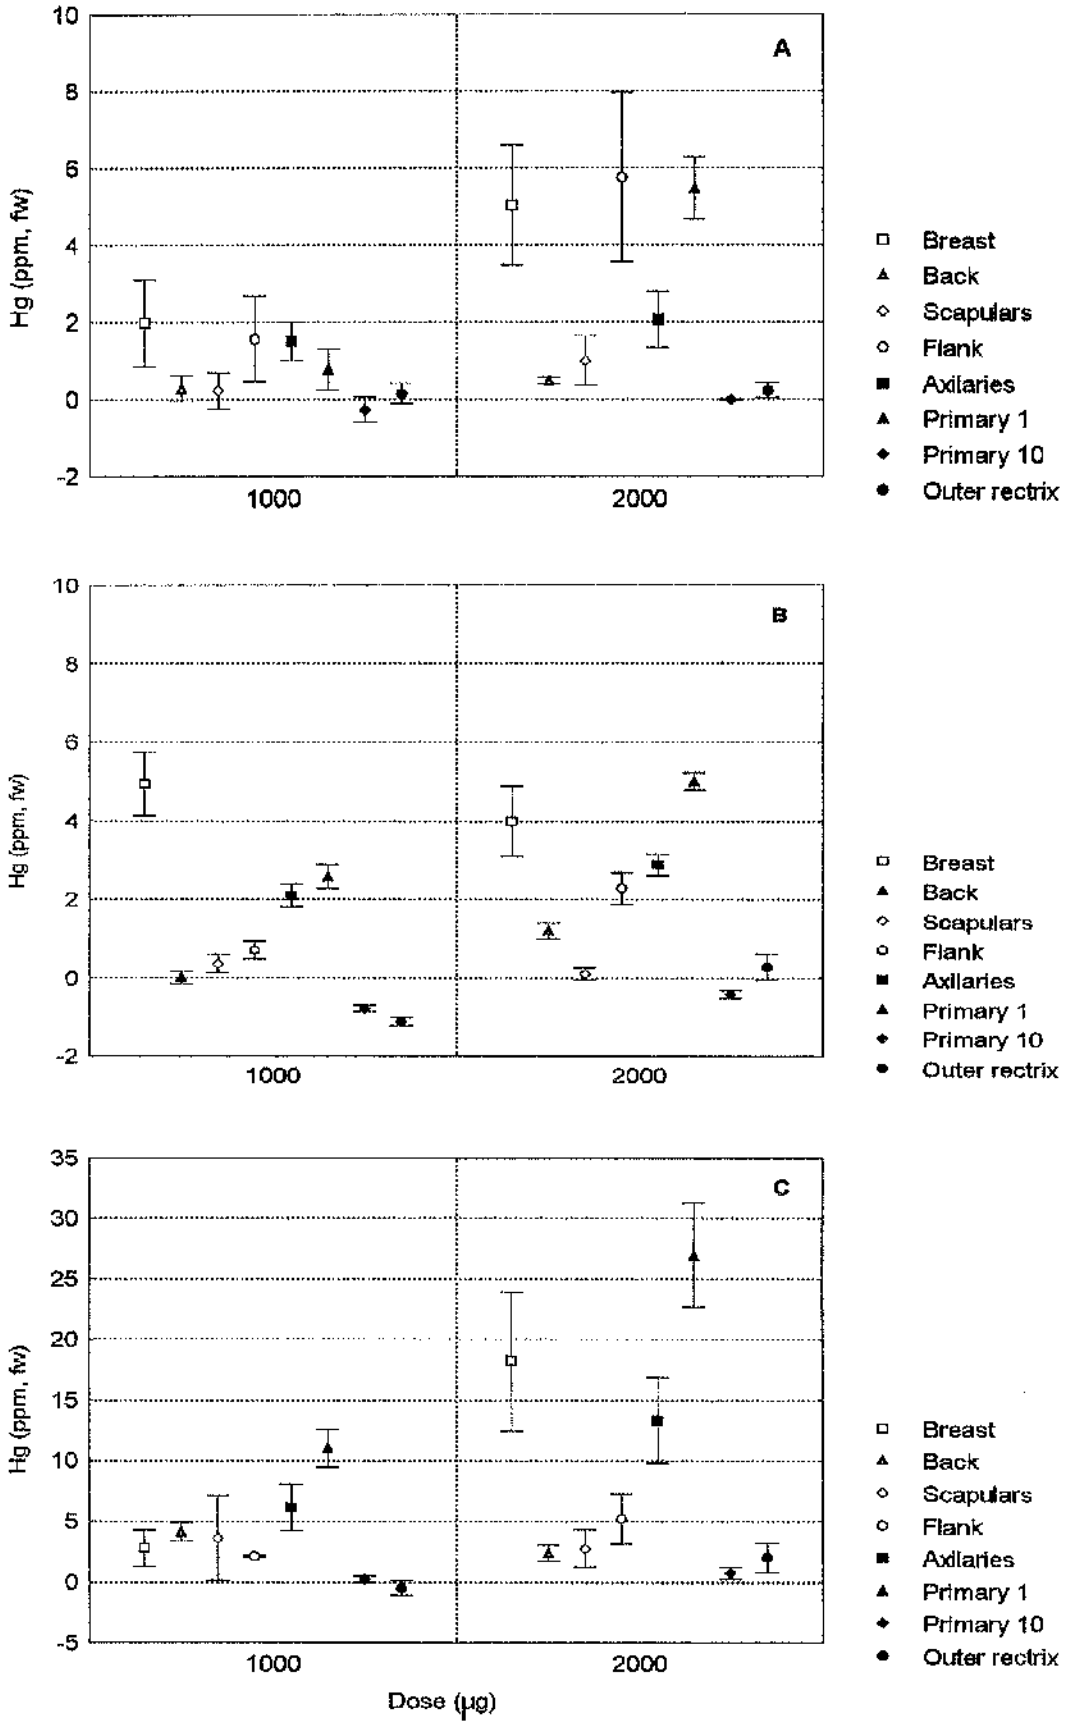 A
10
8
6
4
2
0
-2
Hg (ppm, fw)
1000
2000
Breast
Back
Scapulars
Flank
Axilaries
Primary 1
Primary 10
Outer rectrix
B
10
8
6
4
2
0
-2
Hg (ppm, fw)
1000
2000
Breast
Back
Scapulars
Flank
Axilaries
Primary 1
Primary 10
Outer rectrix
C
35
30
25
20
15
10
5
0
-5
Hg (ppm, fw)
1000
2000
Dose (µg)
Breast
Back
Scapulars
Flank
Axilaries
Primary 1
Primary 10
Outer rectrix